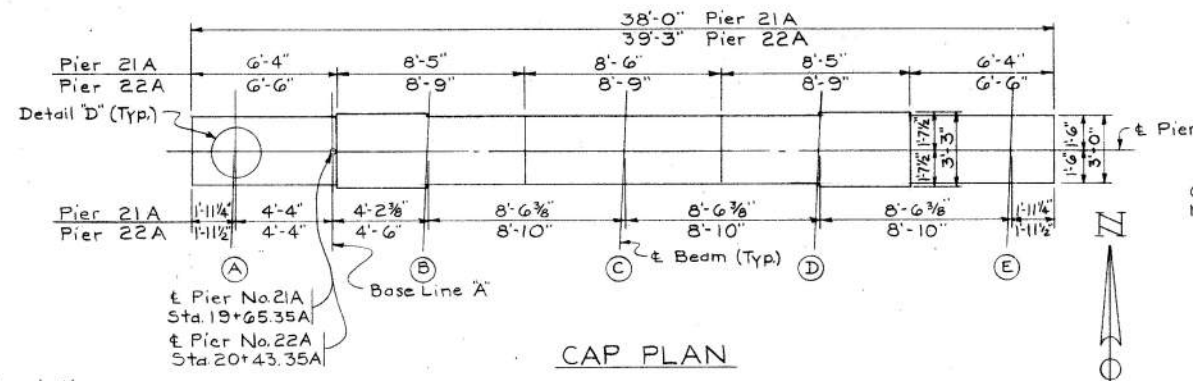 38'-0" Pier 21A
39'-3" Pier 22A
Pier 21A 6'-4" 8'-5" 8'-6" 8'-5" 6'-4"
Pier 22A 6'-6" 8'-9" 8'-9" 8'-9" 6'-6"
Detail "D" (Typ.)
1'-7½" 1'-7½" 3'-3" 1'-6" 1'-6" 3'-0"
℄ Pier
Pier 21A 1'-11¼" 4'-4" 4'-2⅜" 8'-6⅜" 8'-6⅜" 8'-6⅜" 1'-11¼"
Pier 22A 1'-11½" 4'-4" 4'-6" 8'-10" 8'-10" 8'-10" 1'-11½"
N
A B C D E
℄ Beam (Typ.)
Base Line "A"
℄ Pier No. 21A
Sta. 19+65.35A
℄ Pier No. 22A
Sta. 20+43.35A
CAP PLAN